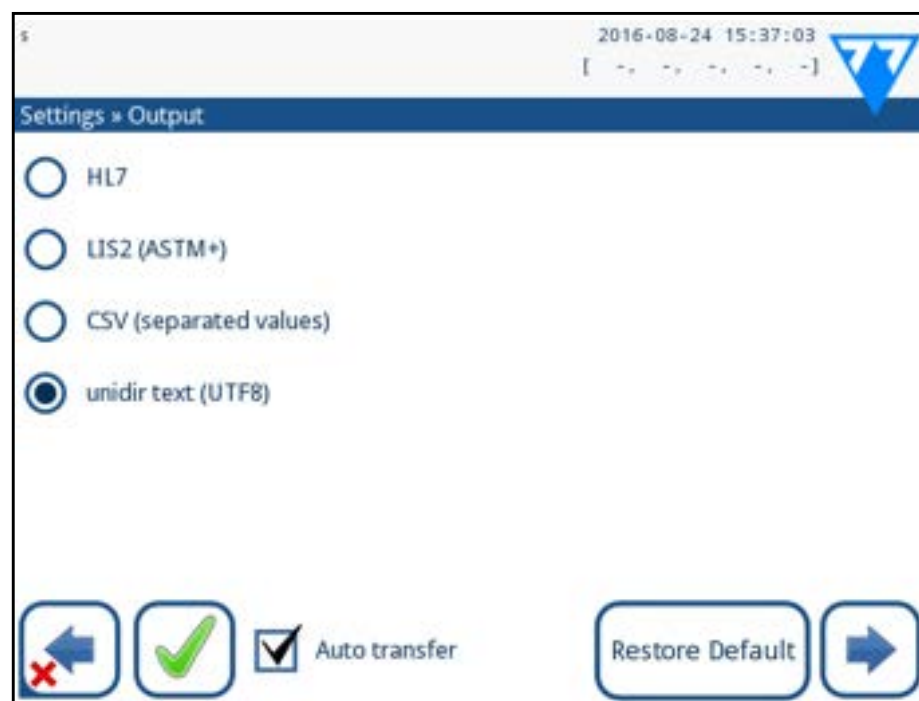 s
2016-08-24 15:37:03
[ -, -, -, -, -]
Settings » Output
HL7
LIS2 (ASTM+)
CSV (separated values)
unidir text (UTF8)
Auto transfer
Restore Default